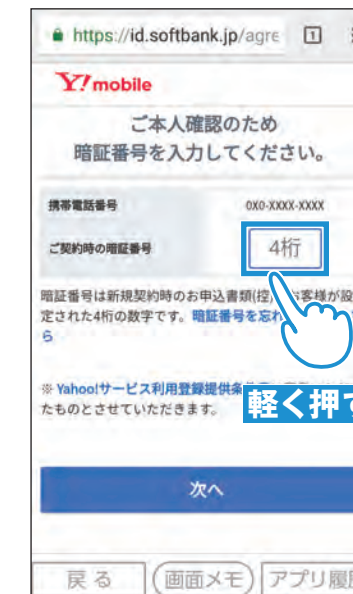 https://id.softbank.jp/agre
1
Y!mobile
ご本人確認のため
暗証番号を入力してください。
携帯電話番号 0X0-XXXX-XXXX
ご契約時の暗証番号 4桁
暗証番号は新規契約時のお申込書類(控) お客様が設
定された4桁の数字です。暗証番号を忘れ
ら
※ Yahoo!サービス利用登録提供条
たものとさせていただきます。
軽く押す
次へ
戻る 画面メモ アプリ履歴